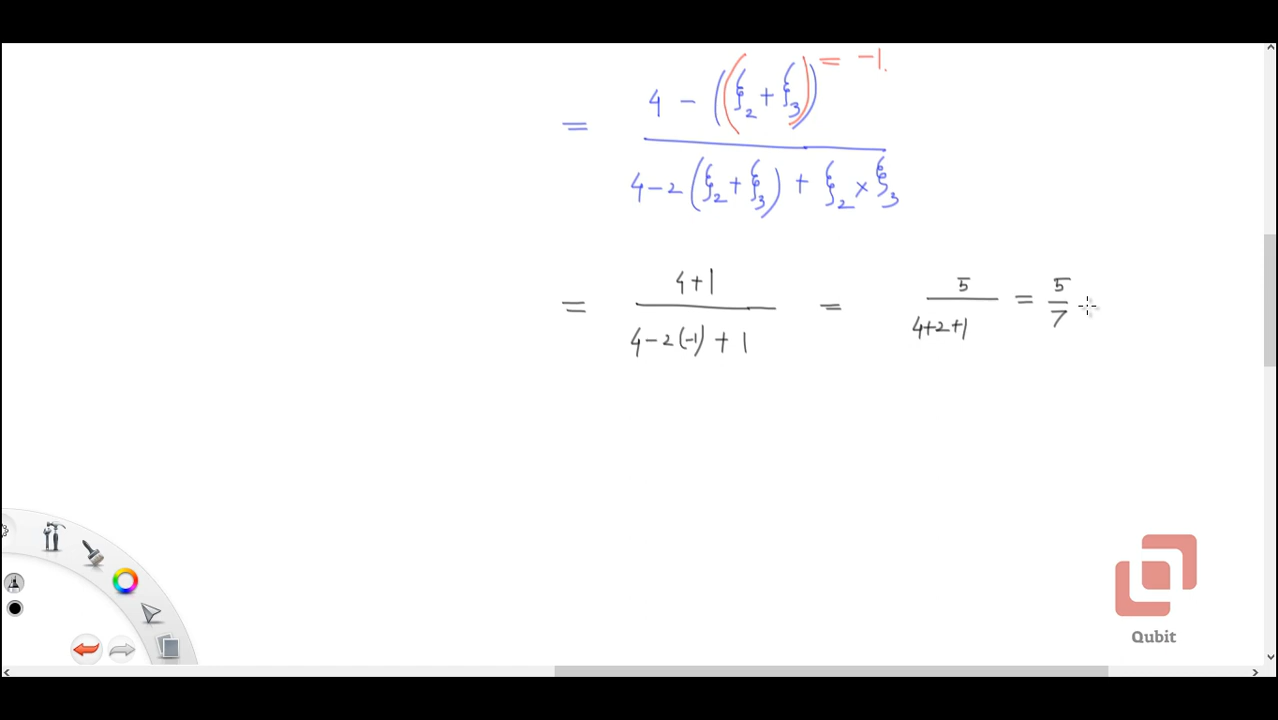 = -1.
= (4 - ((ξ₂ + ξ₃))) / (4-2(ξ₂ + ξ₃) + ξ₂ × ξ₃)
= (4+1) / (4-2(-1) + 1) = 5 / (4+2+1) = 5/7
Qubit